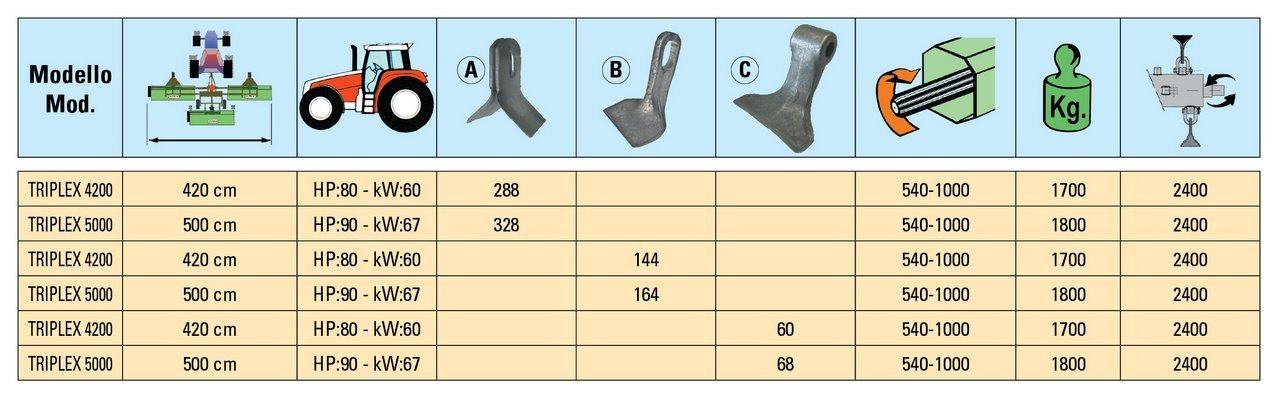 Modello Mod. A B C Kg.
TRIPLEX 4200 420 cm HP:80 - kW:60 288 540-1000 1700 2400
TRIPLEX 5000 500 cm HP:90 - kW:67 328 540-1000 1800 2400
TRIPLEX 4200 420 cm HP:80 - kW:60 144 540-1000 1700 2400
TRIPLEX 5000 500 cm HP:90 - kW:67 164 540-1000 1800 2400
TRIPLEX 4200 420 cm HP:80 - kW:60 60 540-1000 1700 2400
TRIPLEX 5000 500 cm HP:90 - kW:67 68 540-1000 1800 2400